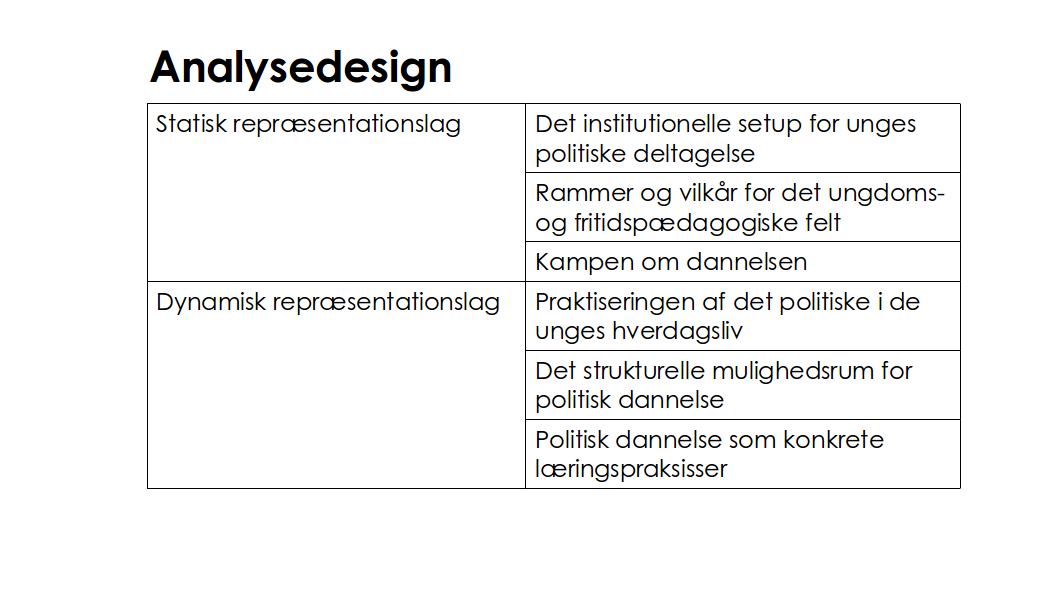 Analysedesign
Statisk repræsentationslag
Det institutionelle setup for unges
politiske deltagelse
Rammer og vilkår for det ungdoms-
og fritidspædagogiske felt
Kampen om dannelsen
Dynamisk repræsentationslag
Praktiseringen af det politiske i de
unges hverdagsliv
Det strukturelle mulighedsrum for
politisk dannelse
Politisk dannelse som konkrete
læringspraksisser